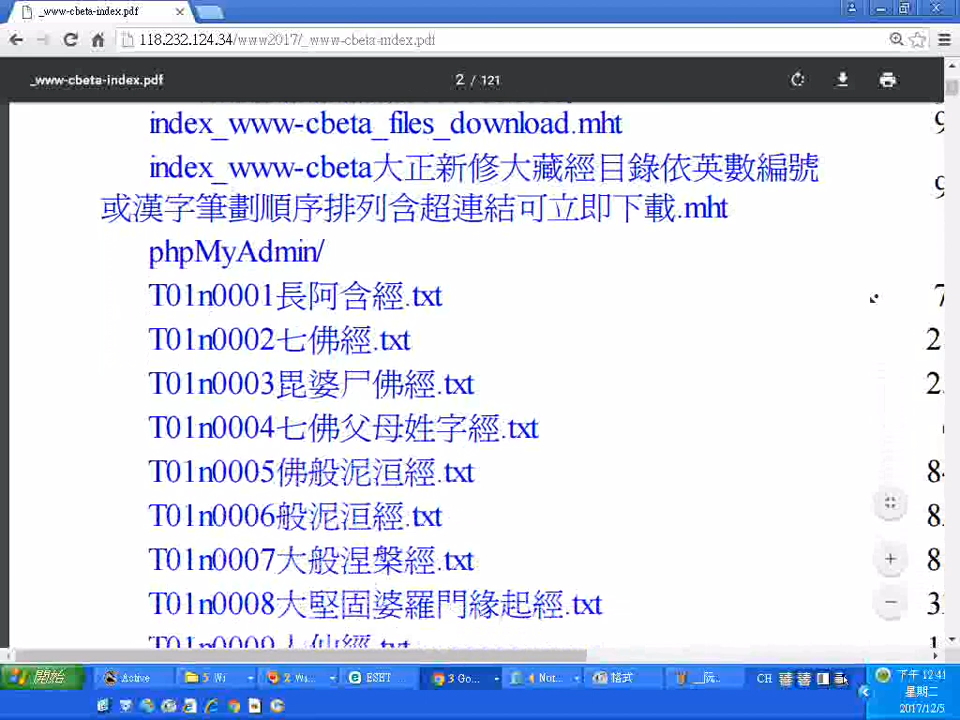 _www-cbeta-index.pdf
118.232.124.34/www2017/_www-cbeta-index.pdf
_www-cbeta-index.pdf
2 / 121
index_www-cbeta_files_download.mht
index_www-cbeta大正新修大藏經目錄依英數編號
或漢字筆劃順序排列含超連結可立即下載.mht
phpMyAdmin/
T01n0001長阿含經.txt
T01n0002七佛經.txt
T01n0003毘婆尸佛經.txt
T01n0004七佛父母姓字經.txt
T01n0005佛般泥洹經.txt
T01n0006般泥洹經.txt
T01n0007大般涅槃經.txt
T01n0008大堅固婆羅門緣起經.txt
開始
Active
5 Wi
2 Wi...
ESET
3 Go...
Nor...
格式
CH
下午 12:41
星期二
2017/12/5